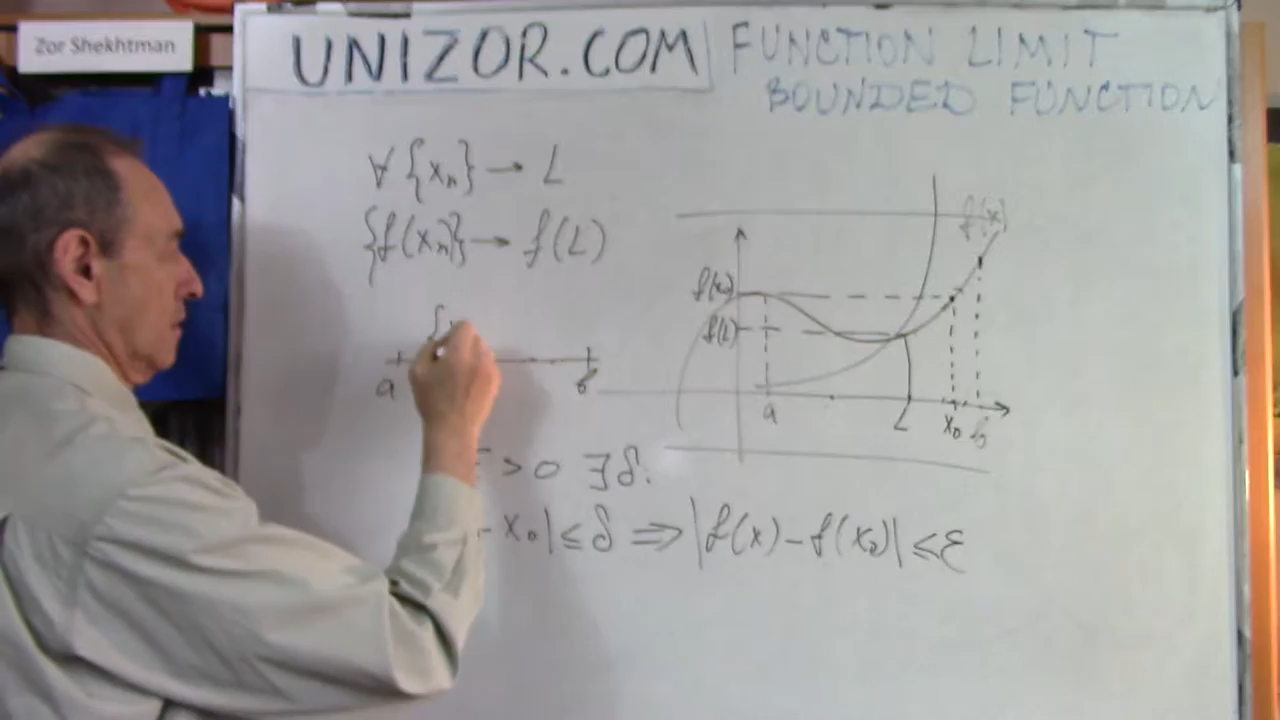 Zor Shekhtman
UNIZOR.COM
FUNCTION LIMIT
BOUNDED FUNCTION
∀ {xₙ} → L
{f(xₙ)} → f(L)
f(x)
f(x₀)
f(L)
a
L
x₀
b
a
b
> 0 ∃ δ:
- x₀| ≤ δ ⇒ |f(x) - f(x₀)| ≤ ε